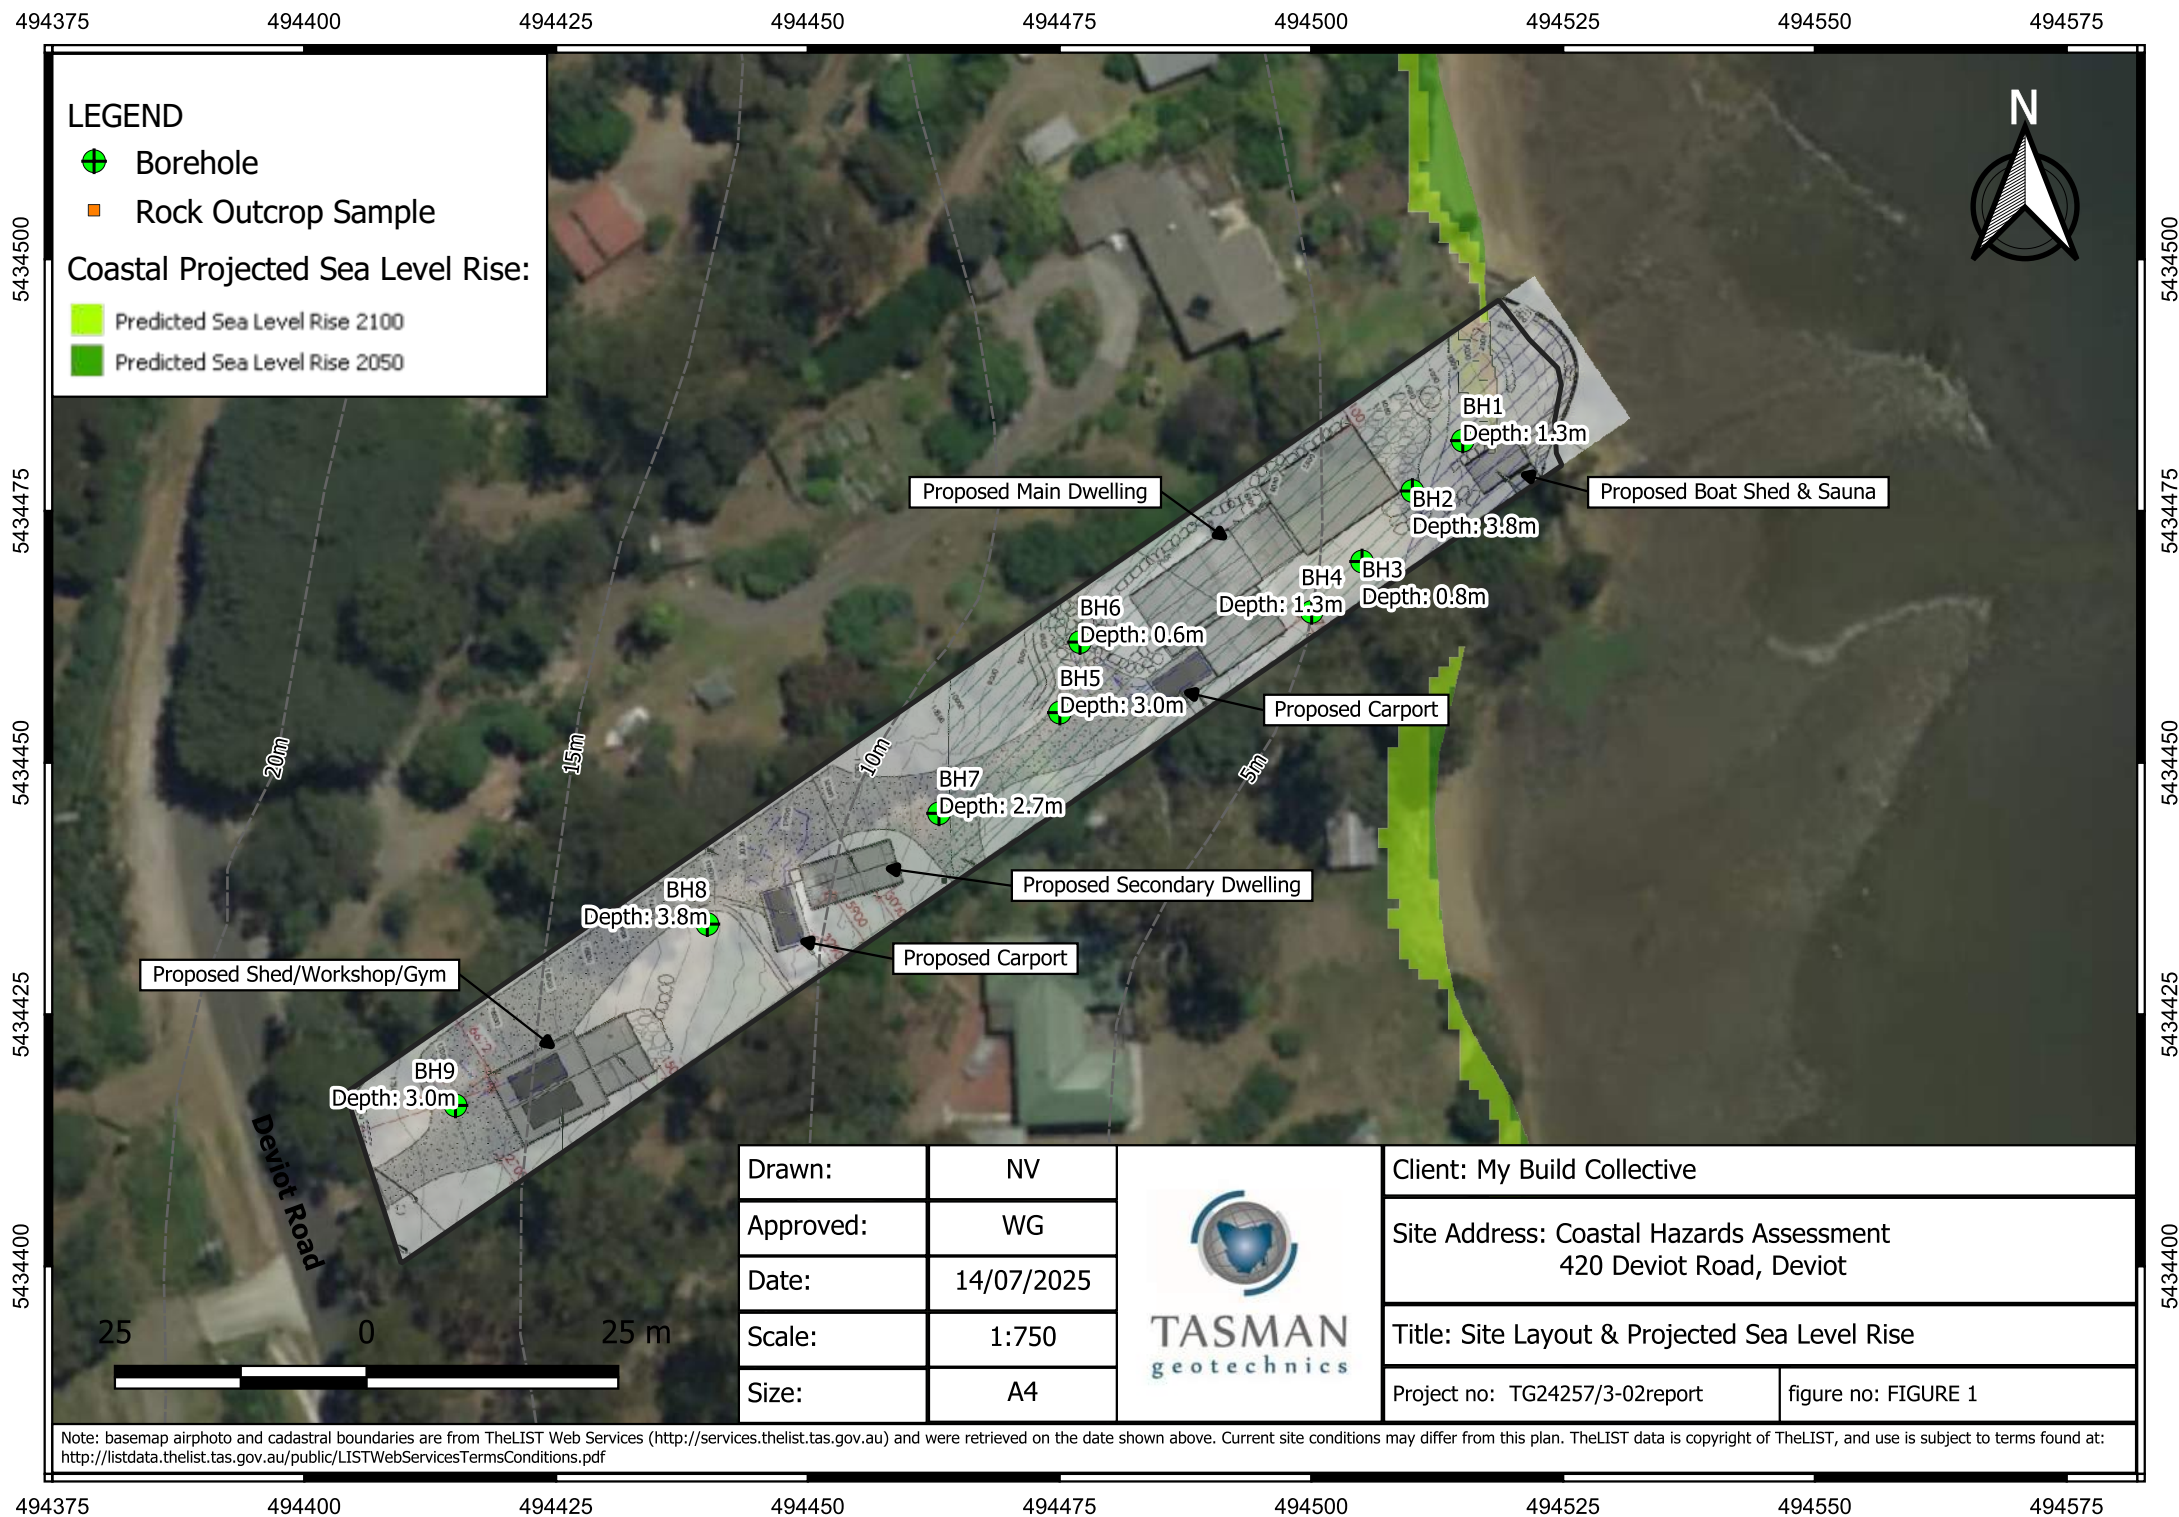 494375 494400 494425 494450 494475 494500 494525 494550 494575
LEGEND
Borehole
Rock Outcrop Sample
Coastal Projected Sea Level Rise:
Predicted Sea Level Rise 2100
Predicted Sea Level Rise 2050
N
5434500
5434475
5434450
5434425
5434400
5434500
5434475
5434450
5434425
5434400
BH1
Depth: 1.3m
Proposed Main Dwelling
Proposed Boat Shed & Sauna
BH2
Depth: 3.8m
BH3
Depth: 0.8m
BH4
Depth: 1.3m
BH6
Depth: 0.6m
BH5
Depth: 3.0m
Proposed Carport
20m
15m
10m
5m
BH7
Depth: 2.7m
Proposed Secondary Dwelling
BH8
Depth: 3.8m
Proposed Carport
Proposed Shed/Workshop/Gym
BH9
Depth: 3.0m
Deviot Road
25 0 25 m
Drawn: NV
Approved: WG
Date: 14/07/2025
Scale: 1:750
Size: A4
TASMAN
geotechnics
Client: My Build Collective
Site Address: Coastal Hazards Assessment
420 Deviot Road, Deviot
Title: Site Layout & Projected Sea Level Rise
Project no: TG24257/3-02report
figure no: FIGURE 1
Note: basemap airphoto and cadastral boundaries are from TheLIST Web Services (http://services.thelist.tas.gov.au) and were retrieved on the date shown above. Current site conditions may differ from this plan. TheLIST data is copyright of TheLIST, and use is subject to terms found at:
http://listdata.thelist.tas.gov.au/public/LISTWebServicesTermsConditions.pdf
494375 494400 494425 494450 494475 494500 494525 494550 494575